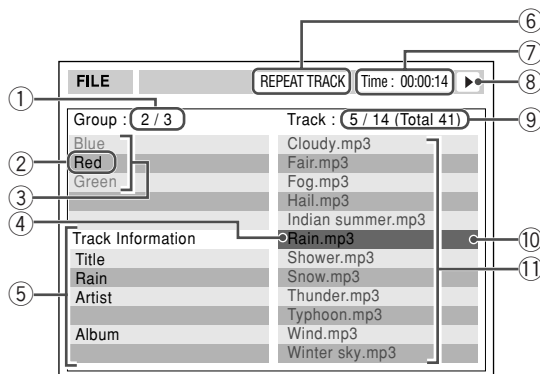 ⑥
⑦
FILE REPEAT TRACK Time : 00:00:14 ⑧
①
Group : 2 / 3 Track : 5 / 14 (Total 41) ⑨
Blue Cloudy.mp3
② Red Fair.mp3
Green Fog.mp3
③ Hail.mp3
④ Indian summer.mp3
Track Information Rain.mp3 ⑩
Title Shower.mp3 ⑪
⑤ Rain Snow.mp3
Artist Thunder.mp3
Typhoon.mp3
Album Wind.mp3
Winter sky.mp3